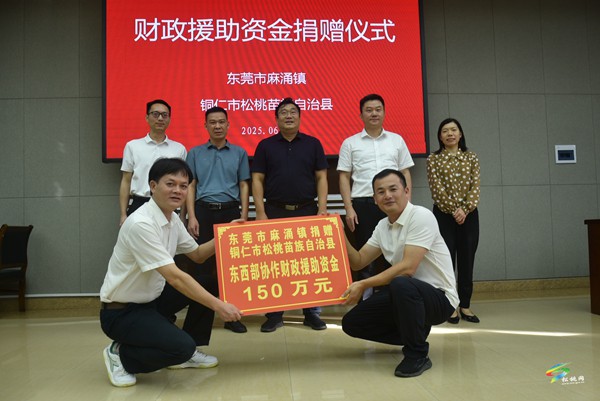 财政援助资金捐赠仪式
东莞市麻涌镇
铜仁市松桃苗族自治县
2025.06
东莞市麻涌镇捐赠
铜仁市松桃苗族自治县
东西部协作财政援助资金
150万元
松桃网